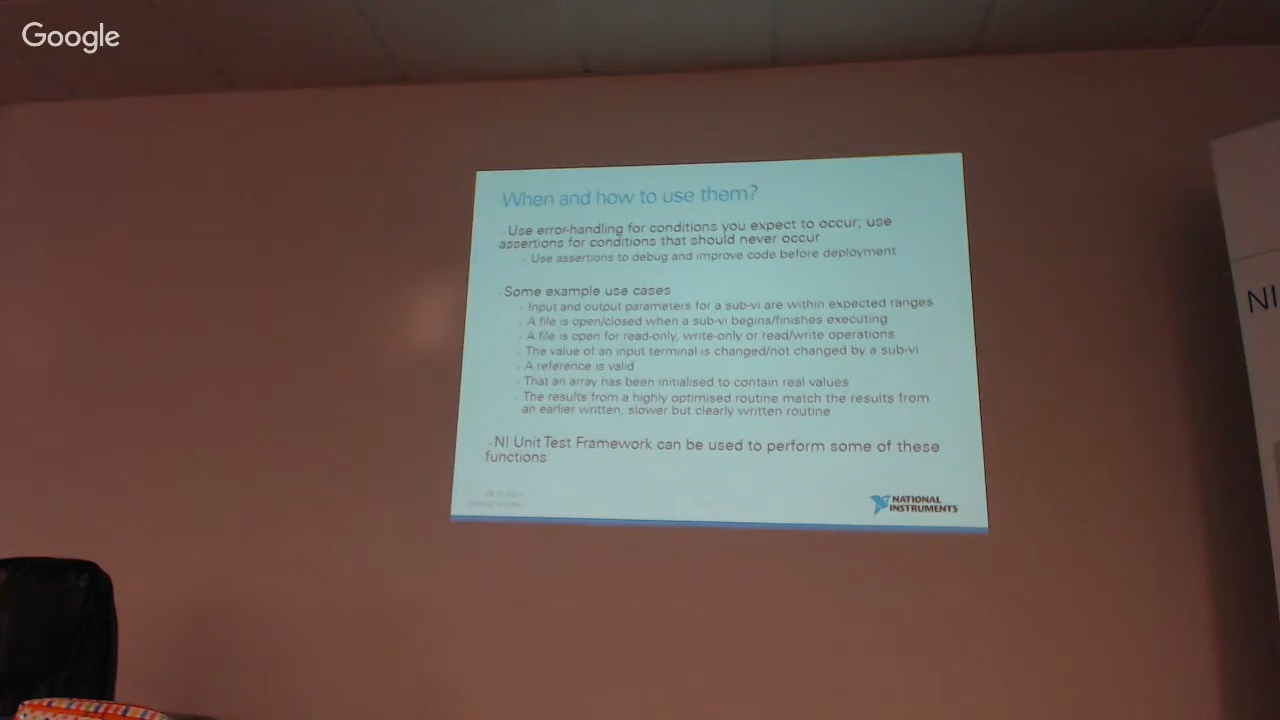 Google
When and how to use them?
Use error-handling for conditions you expect to occur; use
assertions for conditions that should never occur
Use assertions to debug and improve code before deployment
Some example use cases
Input and output parameters for a sub-vi are within expected ranges
A file is open/closed when a sub-vi begins/finishes executing
A file is open for read-only, write-only or read/write operations
The value of an input terminal is changed/not changed by a sub-vi
A reference is valid
That an array has been initialised to contain real values
The results from a highly optimised routine match the results from
an earlier written, slower but clearly written routine
NI Unit Test Framework can be used to perform some of these
functions
NATIONAL
INSTRUMENTS
NI